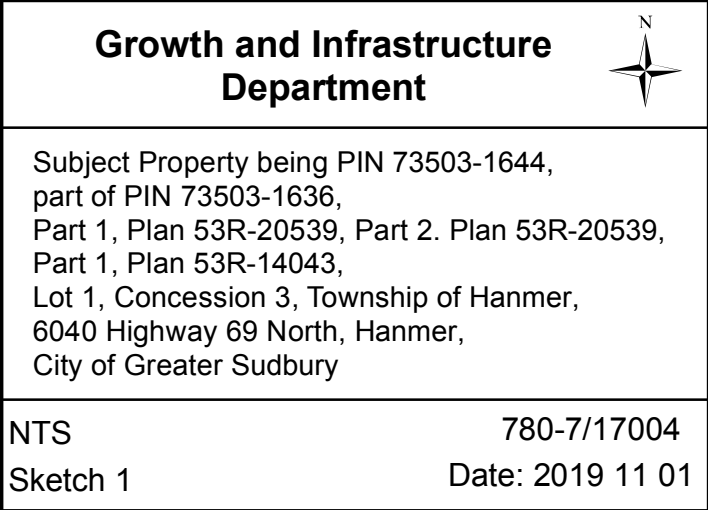 N
Growth and Infrastructure
Department
Subject Property being PIN 73503-1644,
part of PIN 73503-1636,
Part 1, Plan 53R-20539, Part 2. Plan 53R-20539,
Part 1, Plan 53R-14043,
Lot 1, Concession 3, Township of Hanmer,
6040 Highway 69 North, Hanmer,
City of Greater Sudbury
NTS
780-7/17004
Sketch 1
Date: 2019 11 01